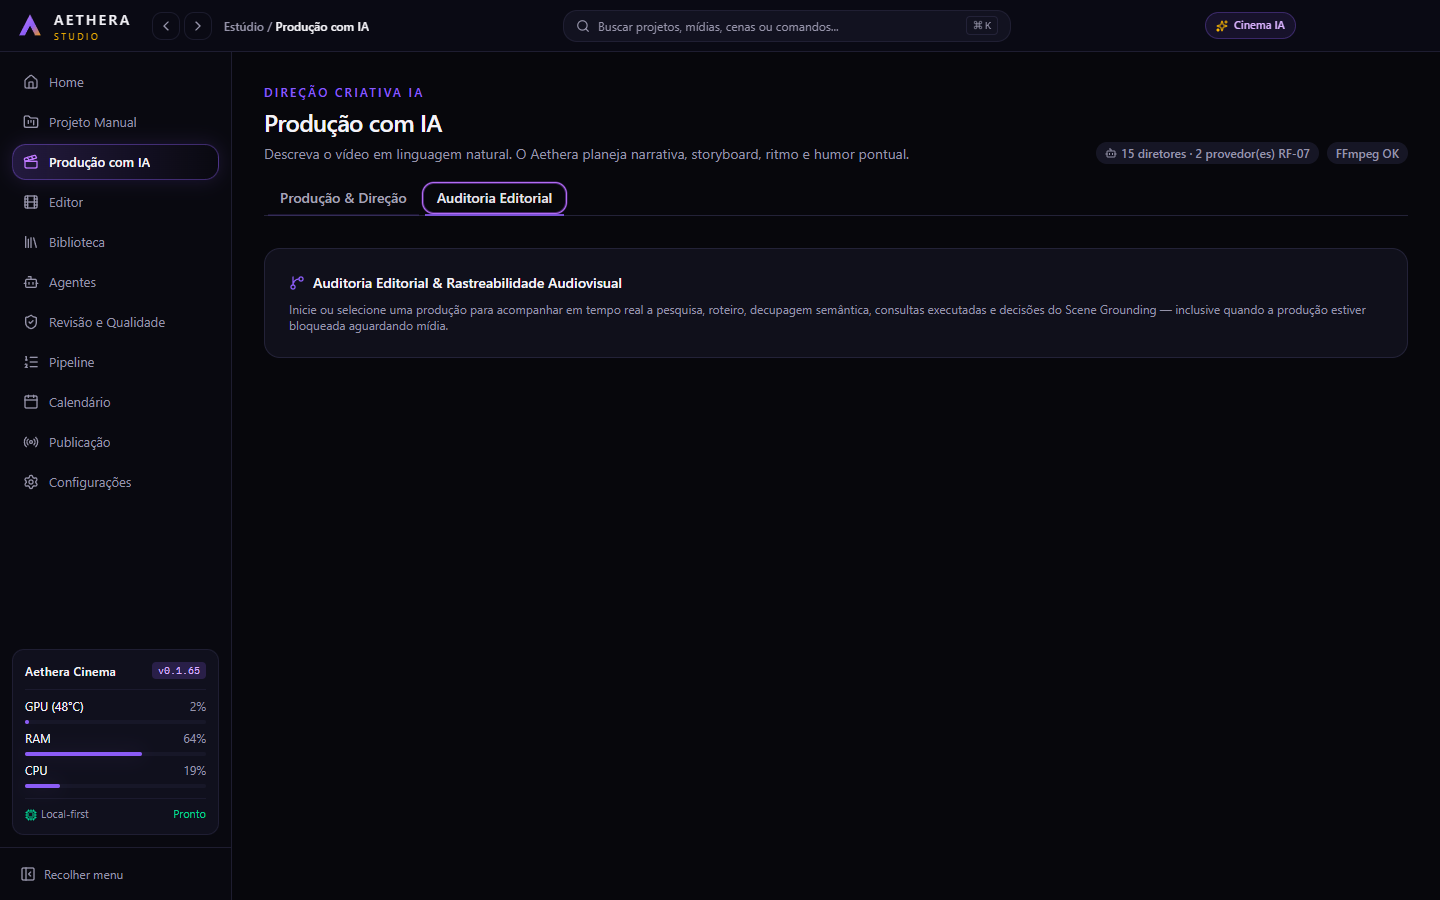 AETHERA
STUDIO
Estúdio / Produção com IA
Buscar projetos, mídias, cenas ou comandos...
⌘ K
Cinema IA
Home
Projeto Manual
Produção com IA
Editor
Biblioteca
Agentes
Revisão e Qualidade
Pipeline
Calendário
Publicação
Configurações
Aethera Cinema
v0.1.65
GPU (48°C)
2%
RAM
64%
CPU
19%
Local-first
Pronto
Recolher menu
DIREÇÃO CRIATIVA IA
Produção com IA
Descreva o vídeo em linguagem natural. O Aethera planeja narrativa, storyboard, ritmo e humor pontual.
15 diretores · 2 provedor(es) RF-07
FFmpeg OK
Produção & Direção
Auditoria Editorial
Auditoria Editorial & Rastreabilidade Audiovisual
Inicie ou selecione uma produção para acompanhar em tempo real a pesquisa, roteiro, decupagem semântica, consultas executadas e decisões do Scene Grounding — inclusive quando a produção estiver
bloqueada aguardando mídia.